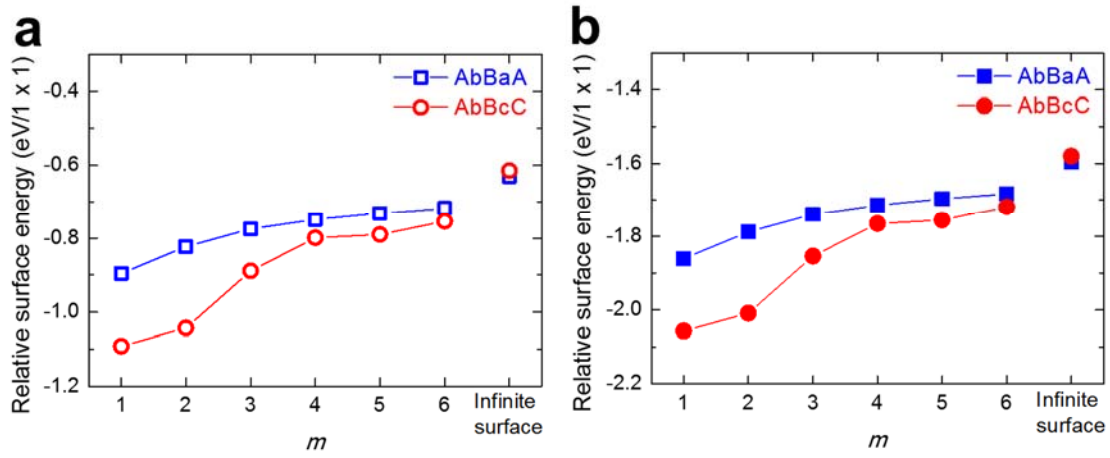 a
Relative surface energy (eV/1 x 1)
-0.4
-0.6
-0.8
-1.0
-1.2
AbBaA
AbBcC
1 2 3 4 5 6 Infinite
surface
m
b
Relative surface energy (eV/1 x 1)
-1.4
-1.6
-1.8
-2.0
-2.2
AbBaA
AbBcC
1 2 3 4 5 6 Infinite
surface
m